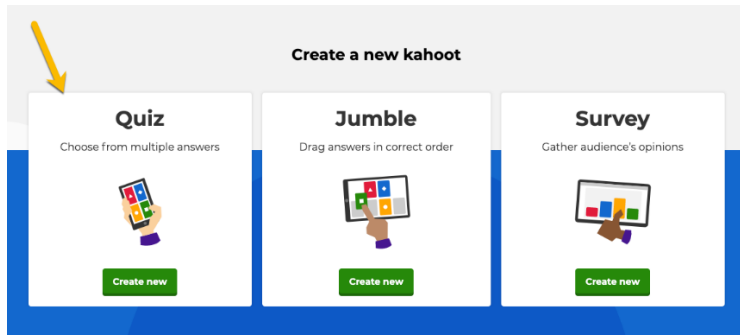 Create a new kahoot
Quiz
Choose from multiple answers
Create new
Jumble
Drag answers in correct order
Create new
Survey
Gather audience's opinions
Create new